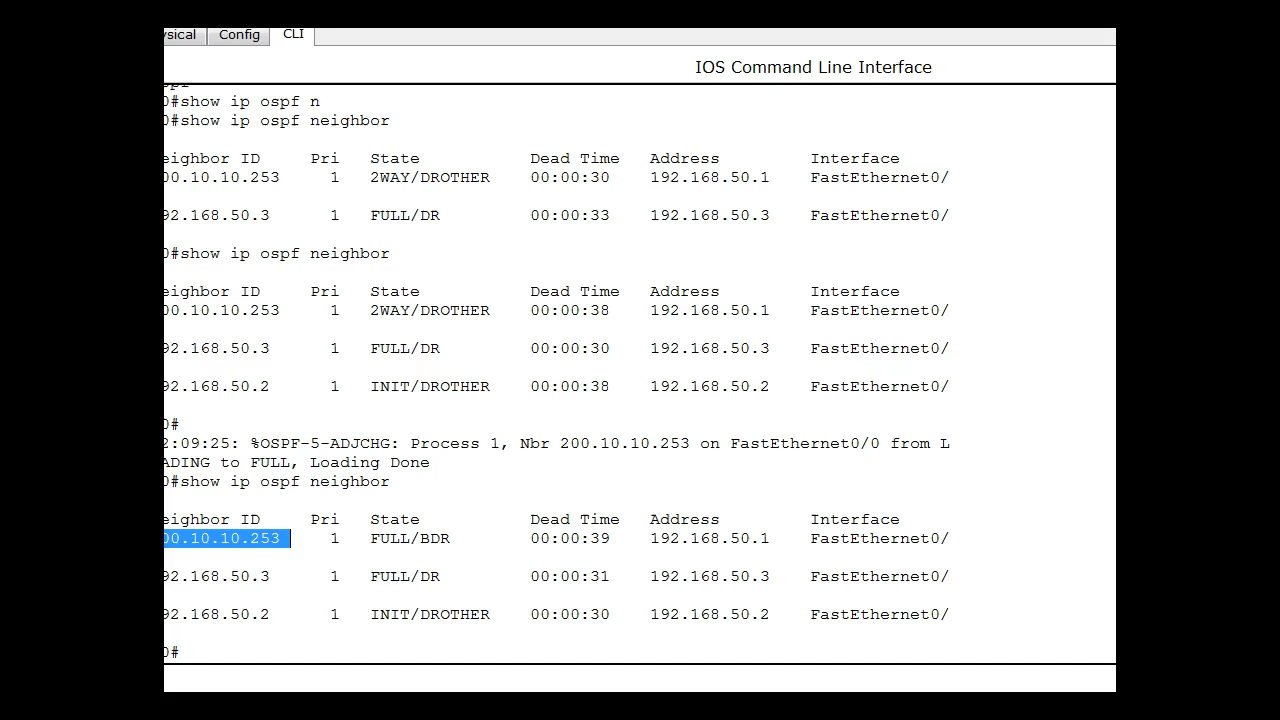 ysical Config CLI
IOS Command Line Interface
0#show ip ospf n
0#show ip ospf neighbor
eighbor ID Pri State Dead Time Address Interface
00.10.10.253 1 2WAY/DROTHER 00:00:30 192.168.50.1 FastEthernet0/
92.168.50.3 1 FULL/DR 00:00:33 192.168.50.3 FastEthernet0/
0#show ip ospf neighbor
eighbor ID Pri State Dead Time Address Interface
00.10.10.253 1 2WAY/DROTHER 00:00:38 192.168.50.1 FastEthernet0/
92.168.50.3 1 FULL/DR 00:00:30 192.168.50.3 FastEthernet0/
92.168.50.2 1 INIT/DROTHER 00:00:38 192.168.50.2 FastEthernet0/
0#
2:09:25: %OSPF-5-ADJCHG: Process 1, Nbr 200.10.10.253 on FastEthernet0/0 from L
ADING to FULL, Loading Done
0#show ip ospf neighbor
eighbor ID Pri State Dead Time Address Interface
00.10.10.253 1 FULL/BDR 00:00:39 192.168.50.1 FastEthernet0/
92.168.50.3 1 FULL/DR 00:00:31 192.168.50.3 FastEthernet0/
92.168.50.2 1 INIT/DROTHER 00:00:30 192.168.50.2 FastEthernet0/
0#